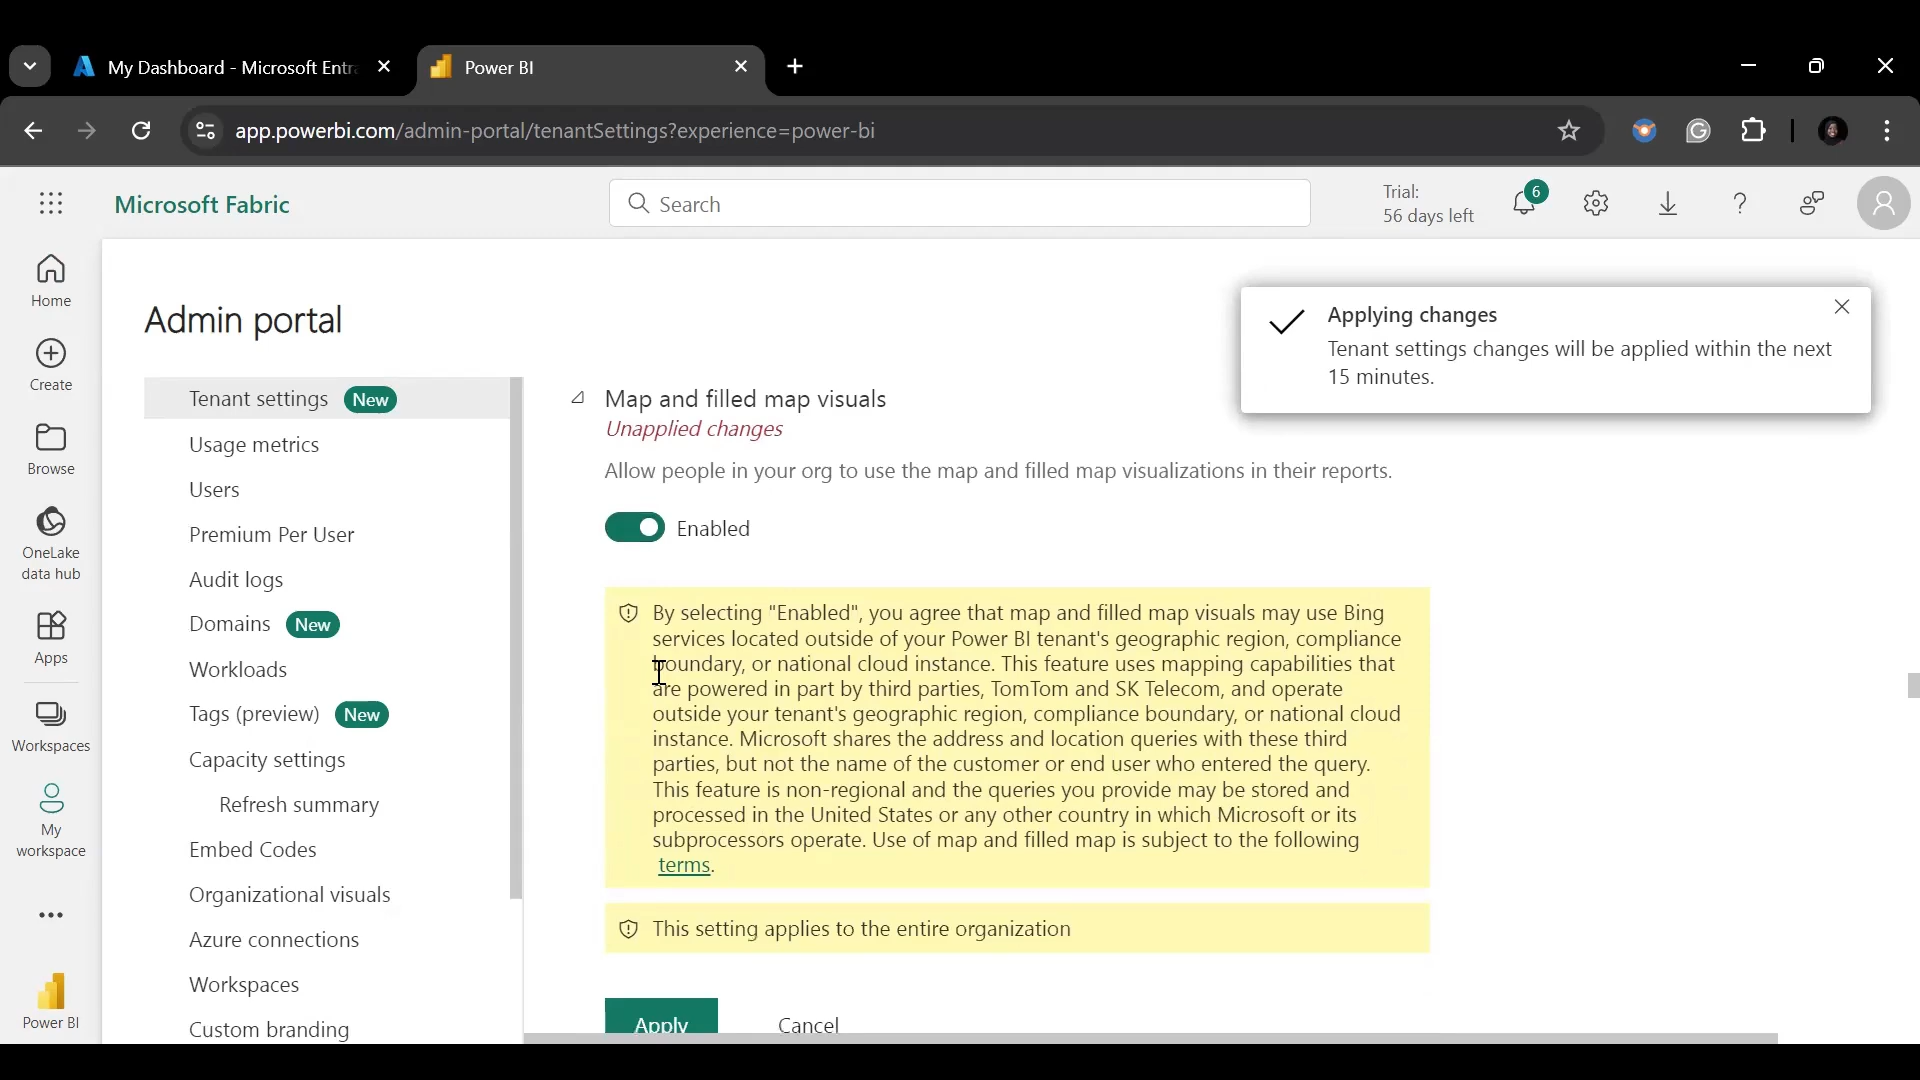 My Dashboard - Microsoft Entra
Power BI
app.powerbi.com/admin-portal/tenantSettings?experience=power-bi
Microsoft Fabric
Search
Trial:
56 days left
6
Home
Create
Browse
OneLake
data hub
Apps
Workspaces
My
workspace
Power BI
Admin portal
Tenant settings New
Usage metrics
Users
Premium Per User
Audit logs
Domains New
Workloads
Tags (preview) New
Capacity settings
Refresh summary
Embed Codes
Organizational visuals
Azure connections
Workspaces
Custom branding
Applying changes
Tenant settings changes will be applied within the next
15 minutes.
Map and filled map visuals
Unapplied changes
Allow people in your org to use the map and filled map visualizations in their reports.
Enabled
By selecting "Enabled", you agree that map and filled map visuals may use Bing
services located outside of your Power BI tenant's geographic region, compliance
boundary, or national cloud instance. This feature uses mapping capabilities that
are powered in part by third parties, TomTom and SK Telecom, and operate
outside your tenant's geographic region, compliance boundary, or national cloud
instance. Microsoft shares the address and location queries with these third
parties, but not the name of the customer or end user who entered the query.
This feature is non-regional and the queries you provide may be stored and
processed in the United States or any other country in which Microsoft or its
subprocessors operate. Use of map and filled map is subject to the following
terms.
This setting applies to the entire organization
Apply
Cancel